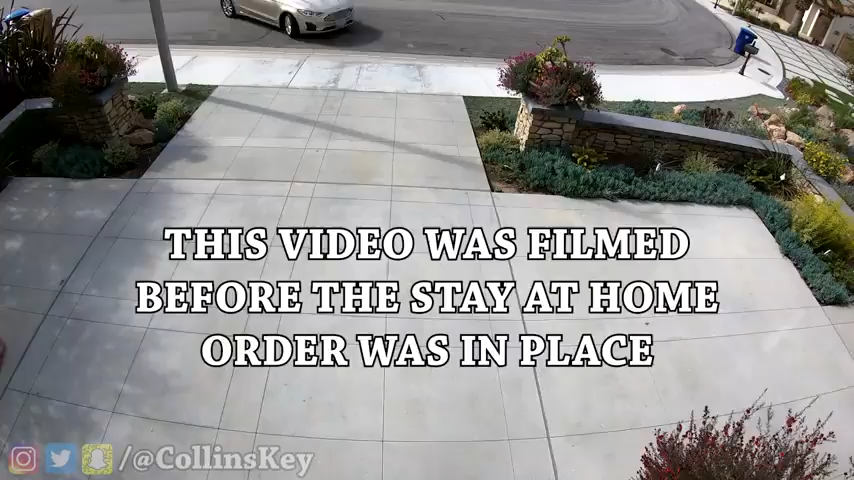 THIS VIDEO WAS FILMED
BEFORE THE STAY AT HOME
ORDER WAS IN PLACE
/@CollinsKey